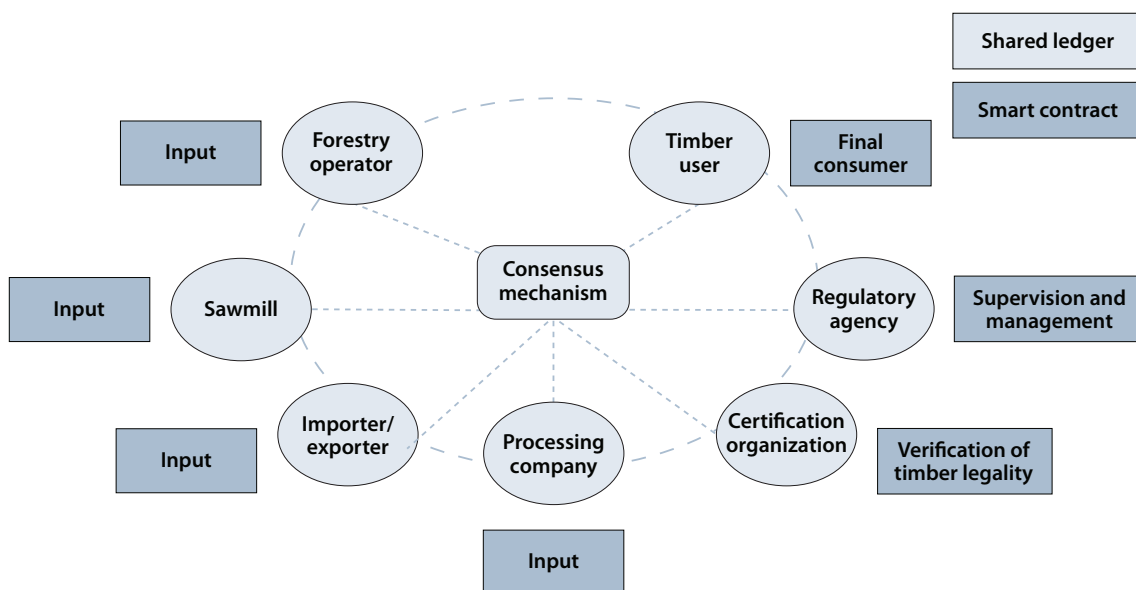 Shared ledger
Smart contract
Input
Forestry
operator
Timber
user
Final
consumer
Input
Sawmill
Consensus
mechanism
Regulatory
agency
Supervision and
management
Input
Importer/
exporter
Processing
company
Certification
organization
Verification of
timber legality
Input